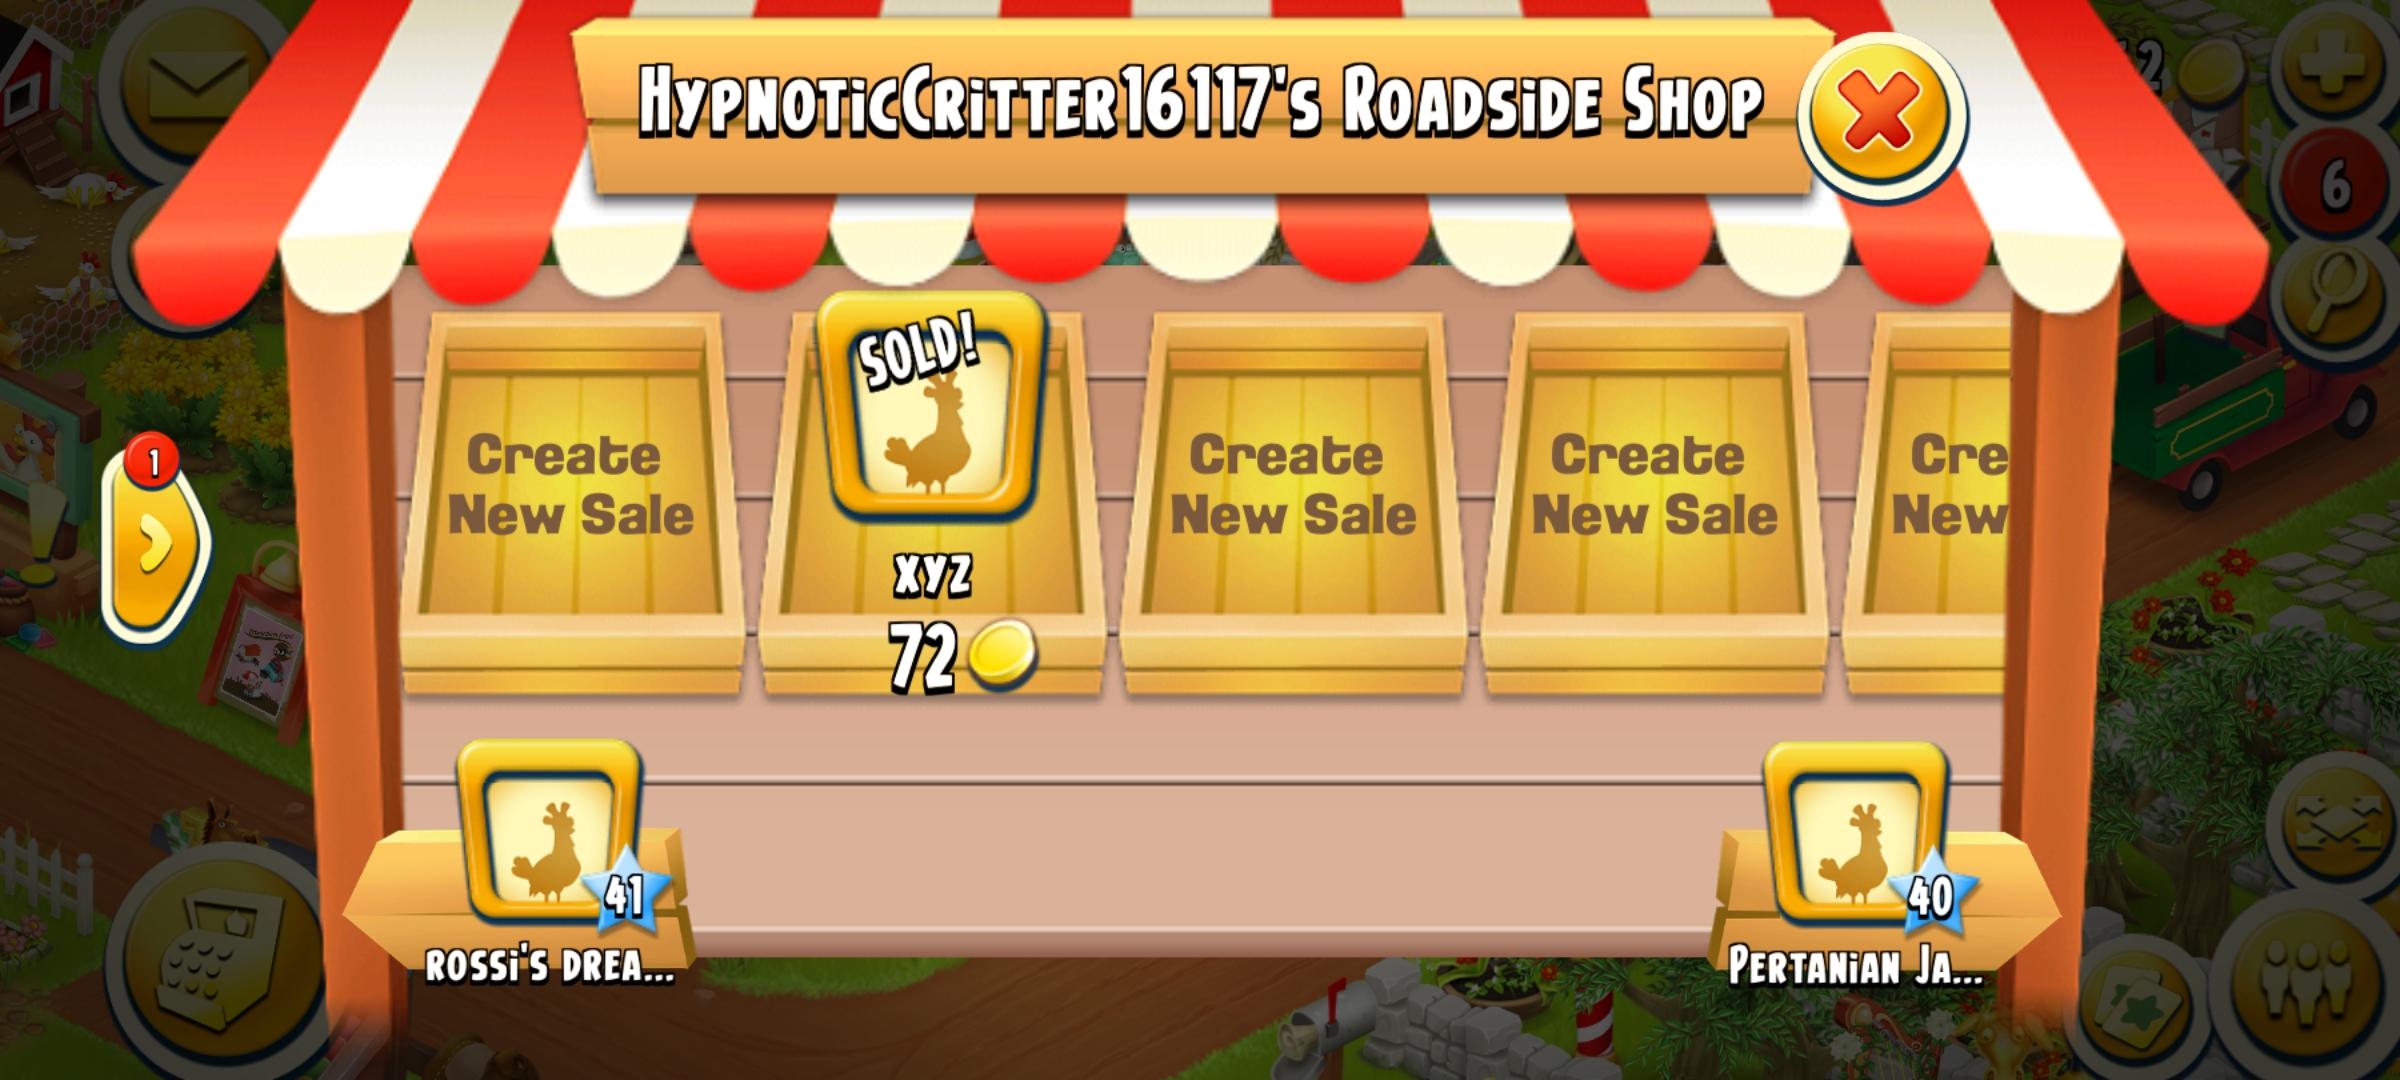 HypnoticCritter16117's Roadside Shop
2
6
1
Create
New Sale
SOLD!
xyz
72
Create
New Sale
Create
New Sale
Cre
New
41
Rossi's Drea...
40
Pertanian Ja...